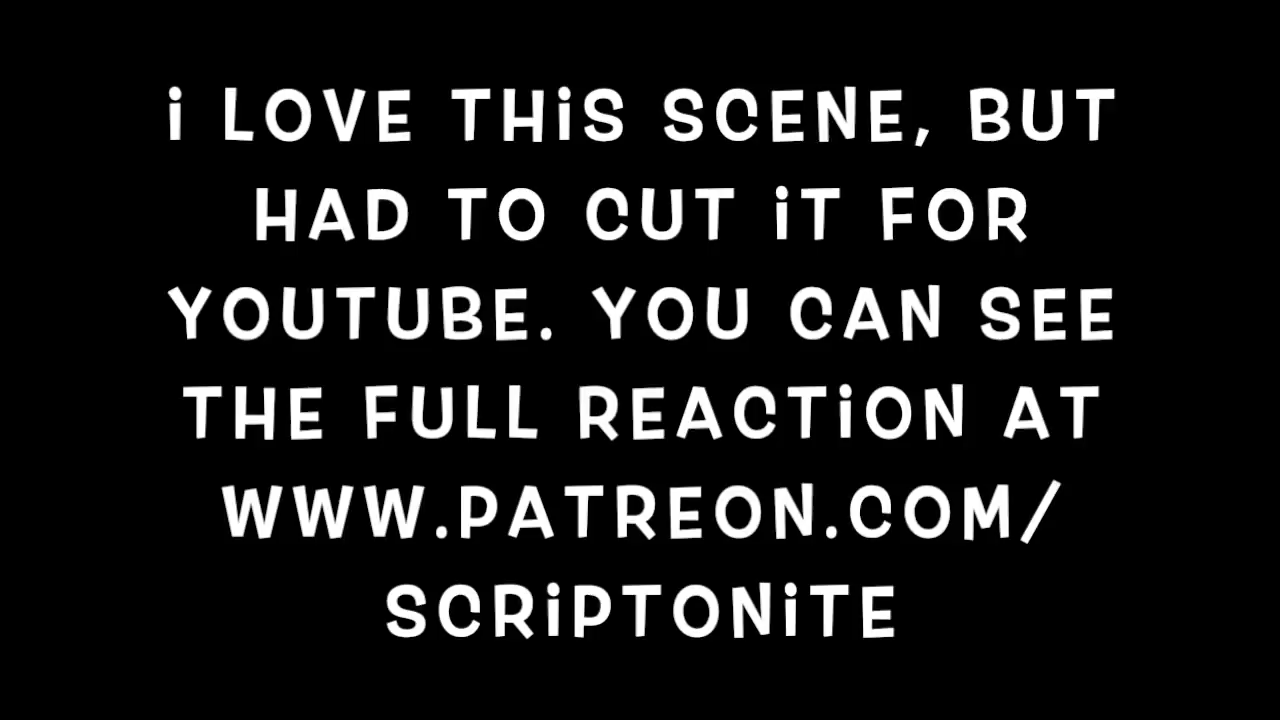 i LOVE THiS SCENE, BUT
HAD TO CUT iT FOR
YOUTUBE. YOU CAN SEE
THE FULL REACTiON AT
WWW.PATREON.COM/
SCRiPTONiTE